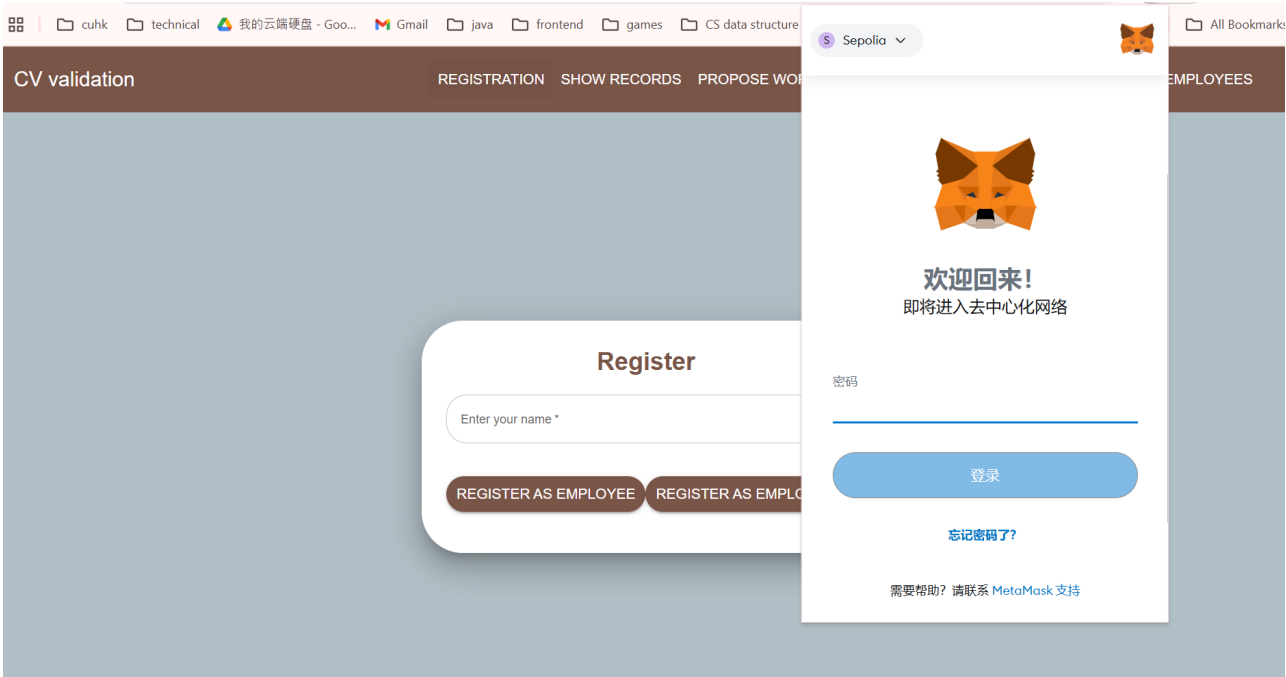 cuhk technical 我的云端硬盘 - Goo... Gmail java frontend games CS data structure All Bookmarks
S Sepolia
CV validation REGISTRATION SHOW RECORDS PROPOSE WOR EMPLOYEES
欢迎回来!
即将进入去中心化网络
Register
密码
Enter your name *
登录
REGISTER AS EMPLOYEE REGISTER AS EMPLO
忘记密码了?
需要帮助? 请联系 MetaMask 支持